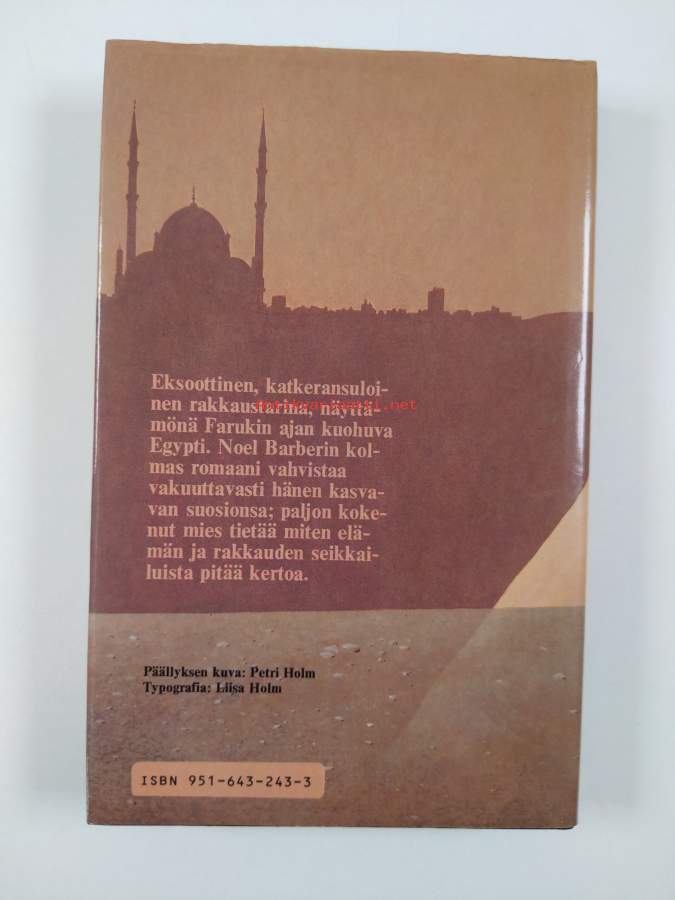 Eksoottinen, katkeransuloi-
nen rakkaustarina, näyttä-
mönä Farukin ajan kuohuva
Egypti. Noel Barberin kol-
mas romaani vahvistaa
vakuuttavasti hänen kasva-
van suosionsa; paljon koke-
nut mies tietää miten elä-
män ja rakkauden seikkai-
luista pitää kertoa.
Päällyksen kuva: Petri Holm
Typografia: Liisa Holm
ISBN 951-643-243-3